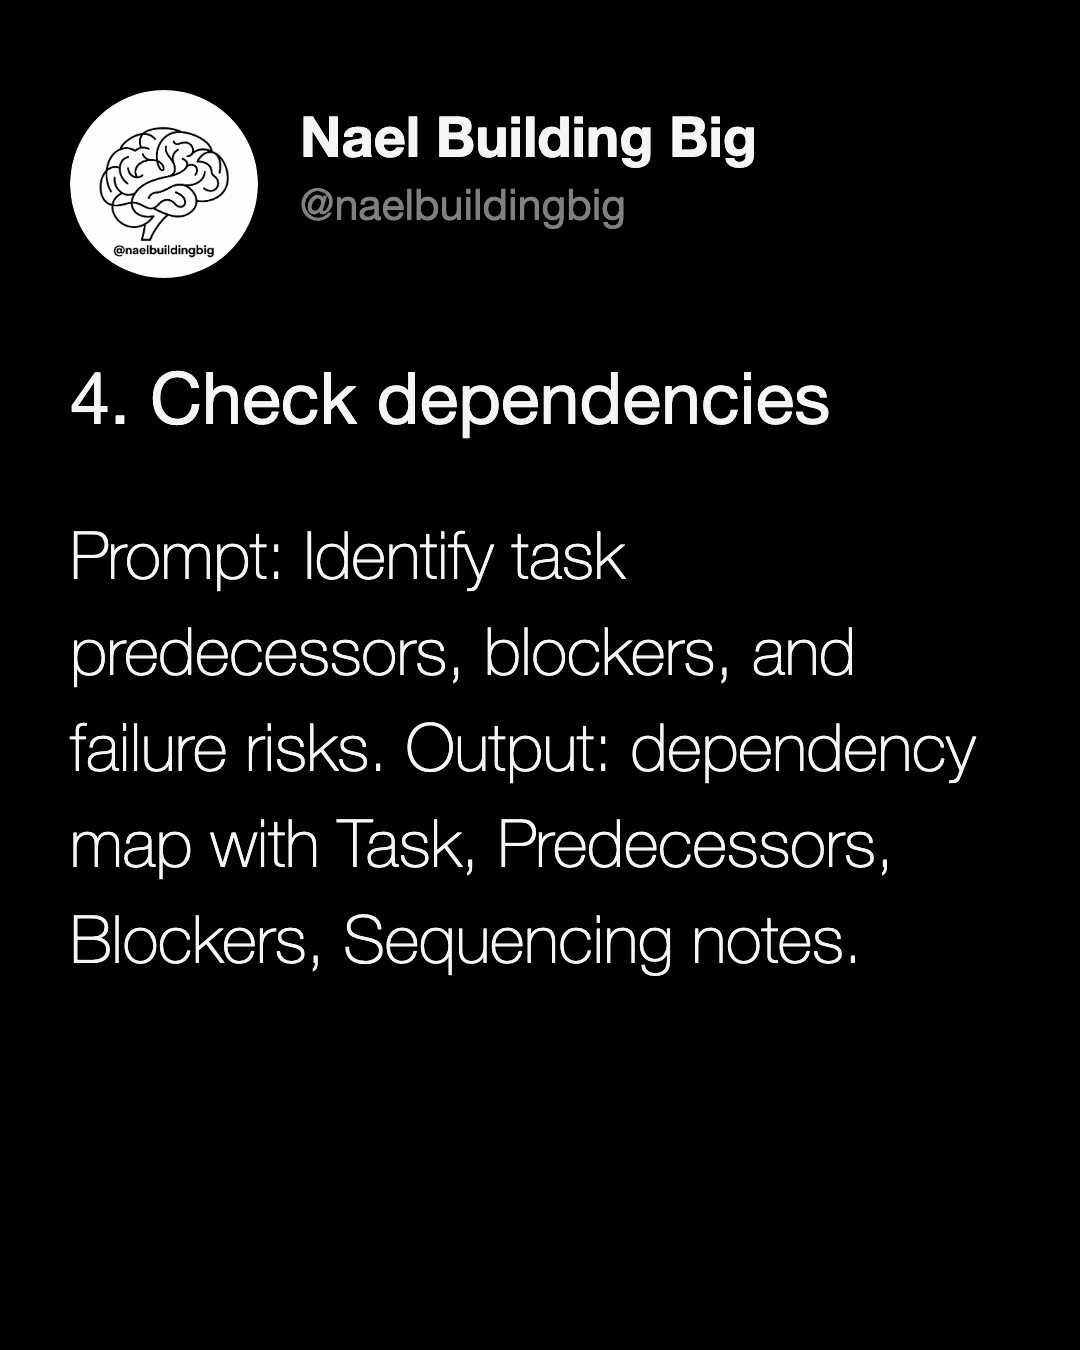 Nael Building Big
@naelbuildingbig
@naelbuildingbig
4. Check dependencies
Prompt: Identify task
predecessors, blockers, and
failure risks. Output: dependency
map with Task, Predecessors,
Blockers, Sequencing notes.